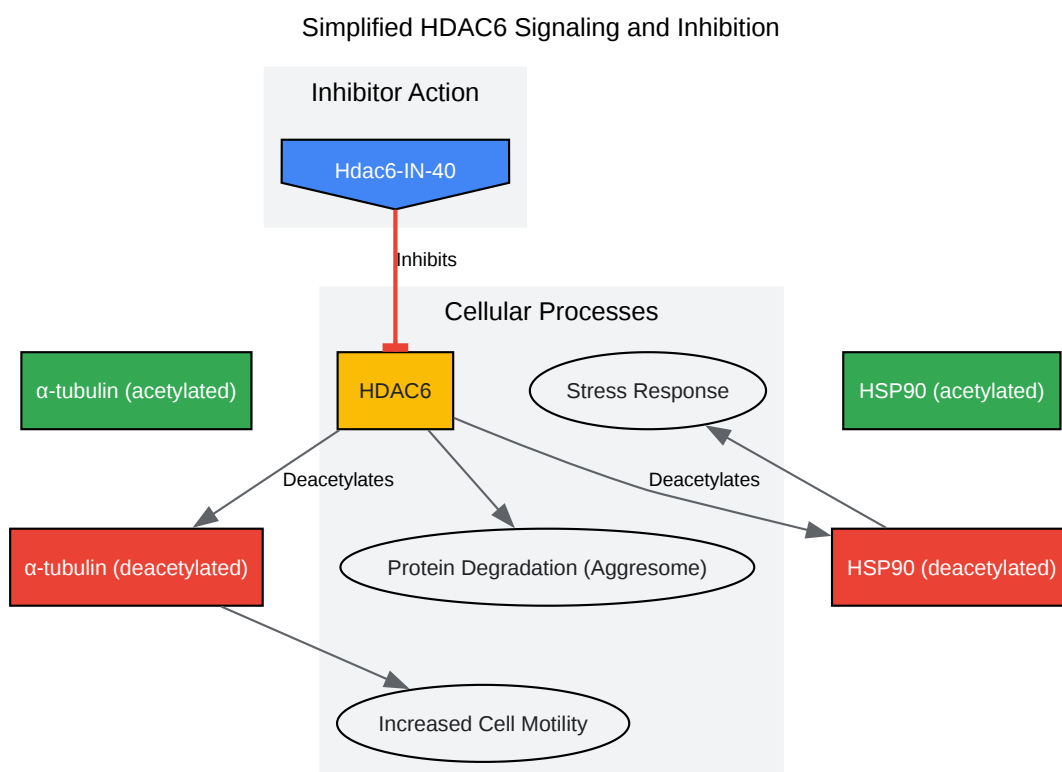 Simplified HDAC6 Signaling and Inhibition
Inhibitor Action
Hdac6-IN-40
Inhibits
Cellular Processes
α-tubulin (acetylated)
HDAC6
Stress Response
HSP90 (acetylated)
Deacetylates
Deacetylates
α-tubulin (deacetylated)
Protein Degradation (Aggresome)
HSP90 (deacetylated)
Increased Cell Motility